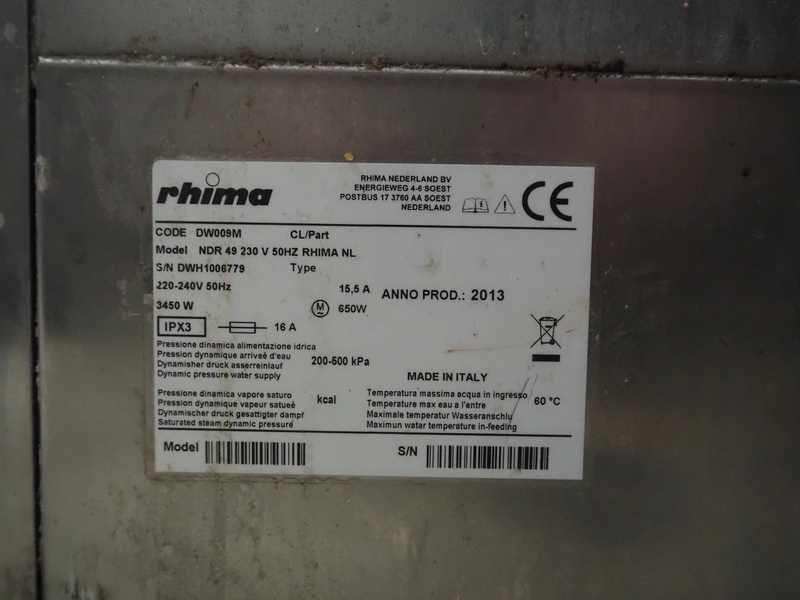 rhima
RHIMA NEDERLAND BV
ENERGIEWEG 4-6 SOEST
POSTBUS 17 3760 AA SOEST
NEDERLAND
CE
CODE DW009M CL/Part
Model NDR 49 230 V 50HZ RHIMA NL
S/N DWH1006779 Type
220-240V 50Hz 15,5 A
ANNO PROD.: 2013
3450 W M 650W
IPX3 16 A
Pressione dinamica alimentazione idrica
Pression dynamique arriveè d'eau
Dynamisher druck asserreinlauf
Dynamic pressure water supply
200-500 kPa
MADE IN ITALY
Pressione dinamica vapore saturo
Pression dynamique vapeur satueè
Dynamischer druck gesattigter dampf
Saturated steam dynamic pressure
kcal
Temperatura massima acqua in ingresso
Temperature max eau a l'entre
Maximale temperatur Wasseranschlu
Maximun water temperature in-feeding
60 °C
Model S/N